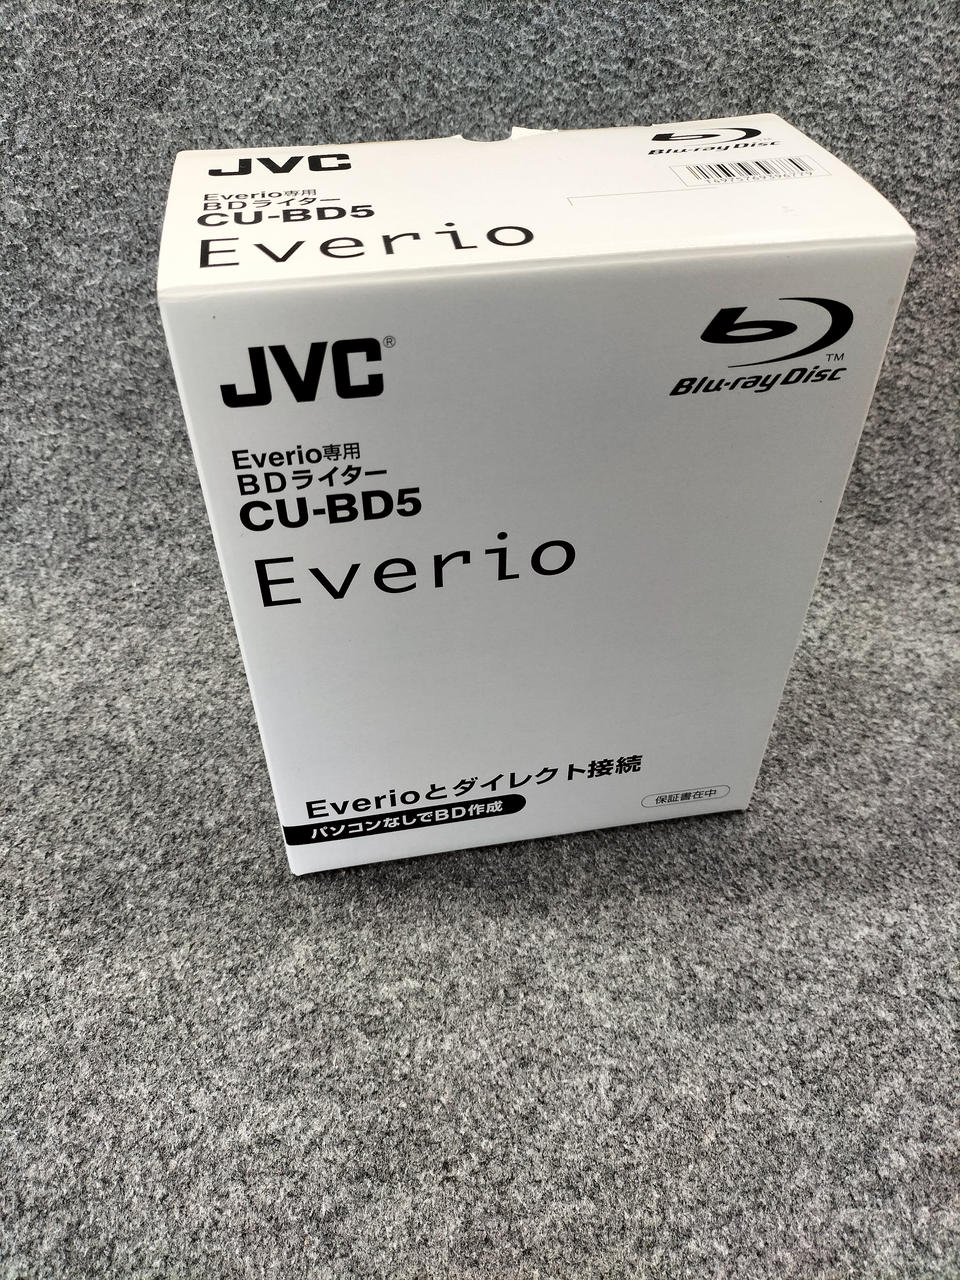 JVC
Blu-ray Disc
Everio専用
BDライター
CU-BD5
Everio
JVC®
Blu-ray Disc™
Everio専用
BDライター
CU-BD5
Everio
Everioとダイレクト接続
パソコンなしでBD作成
保証書在中